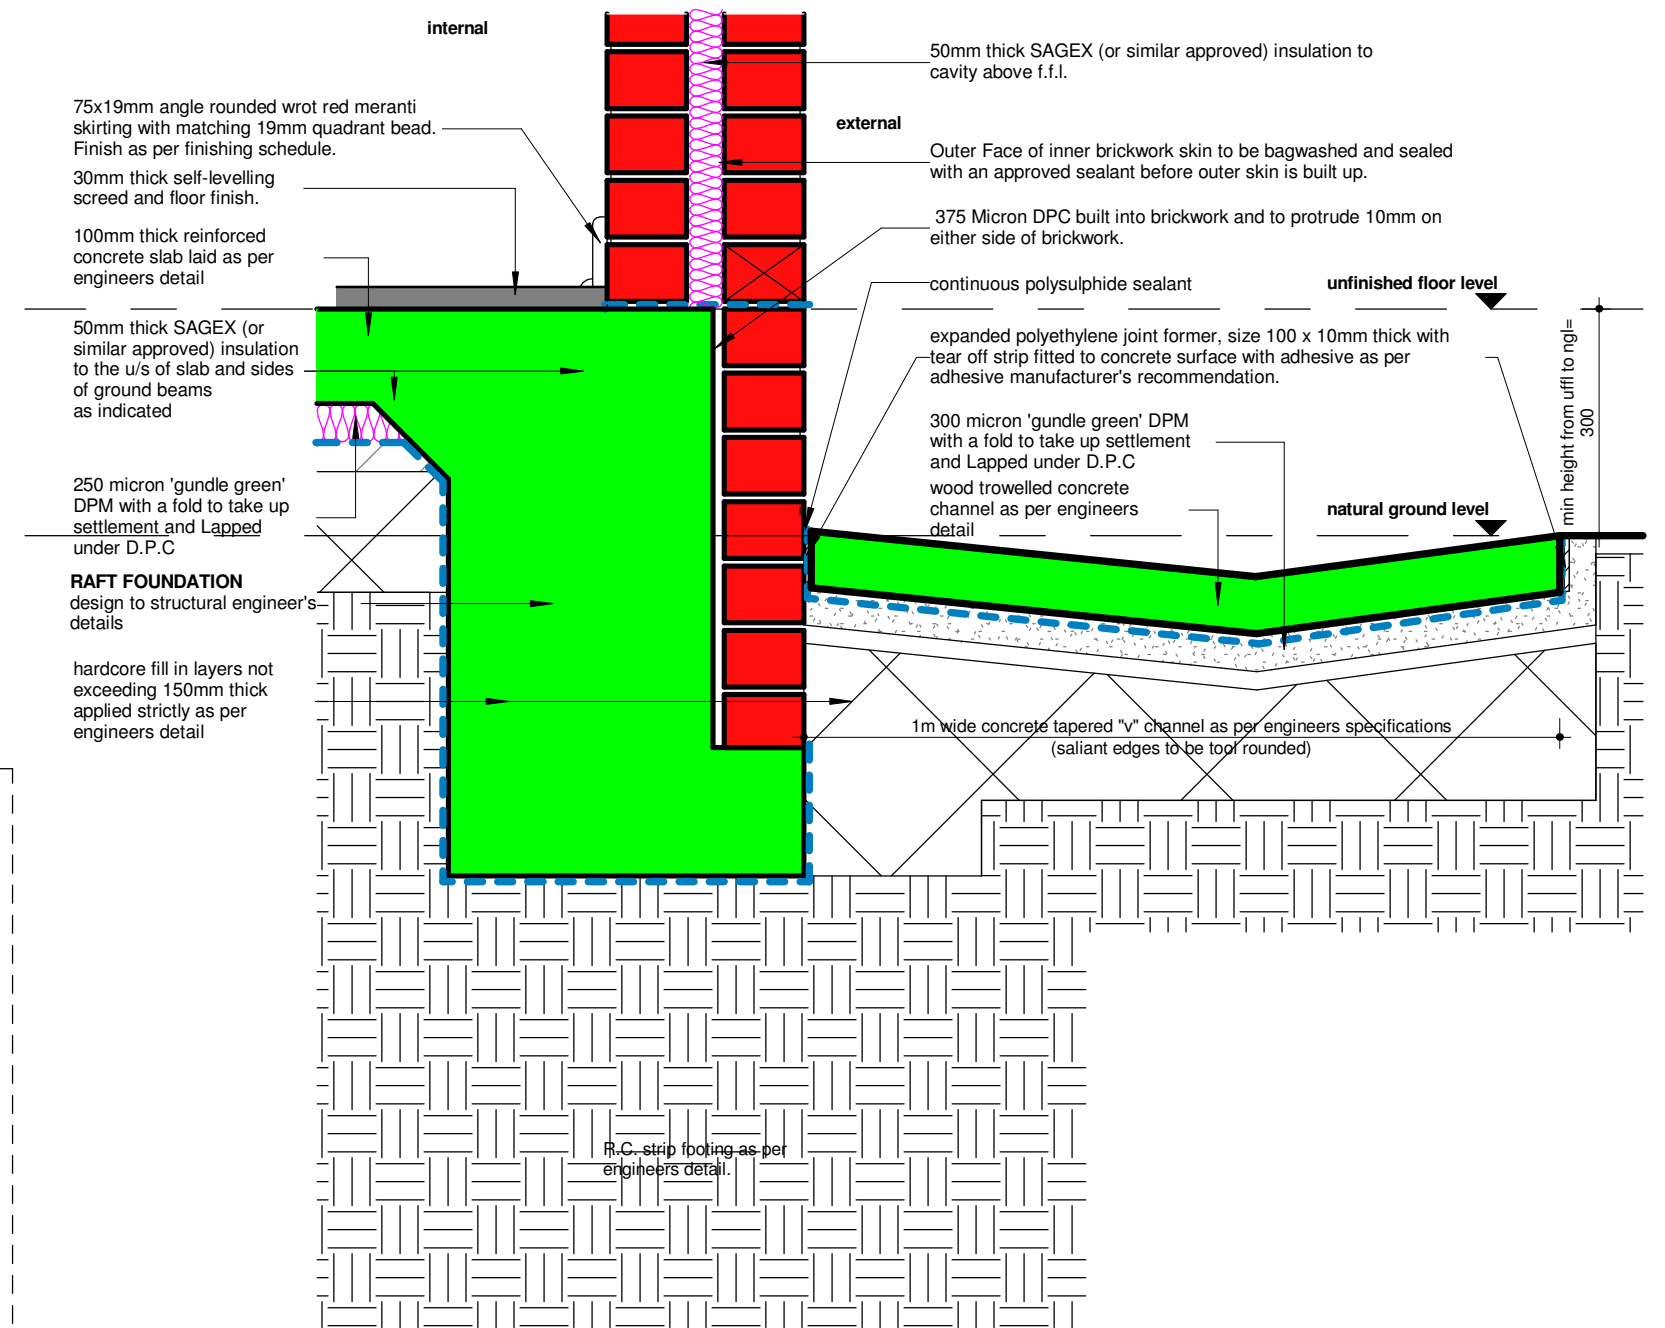 internal
75x19mm angle rounded wrot red meranti
skirting with matching 19mm quadrant bead.
Finish as per finishing schedule.
30mm thick self-levelling
screed and floor finish.
100mm thick reinforced
concrete slab laid as per
engineers detail
50mm thick SAGEX (or
similar approved) insulation
to the u/s of slab and sides
of ground beams
as indicated
250 micron 'gundle green'
DPM with a fold to take up
settlement and Lapped
under D.P.C
RAFT FOUNDATION
design to structural engineer's
details
hardcore fill in layers not
exceeding 150mm thick
applied strictly as per
engineers detail
50mm thick SAGEX (or similar approved) insulation to
cavity above f.f.l.
external
Outer Face of inner brickwork skin to be bagwashed and sealed
with an approved sealant before outer skin is built up.
375 Micron DPC built into brickwork and to protrude 10mm on
either side of brickwork.
continuous polysulphide sealant
unfinished floor level
expanded polyethylene joint former, size 100 x 10mm thick with
tear off strip fitted to concrete surface with adhesive as per
adhesive manufacturer's recommendation.
300 micron 'gundle green' DPM
with a fold to take up settlement
and Lapped under D.P.C
wood trowelled concrete
channel as per engineers
detail
natural ground level
min height from uffl to ngl=
300
1m wide concrete tapered "v" channel as per engineers specifications
(saliant edges to be tool rounded)
R.C. strip footing as per
engineers detail.